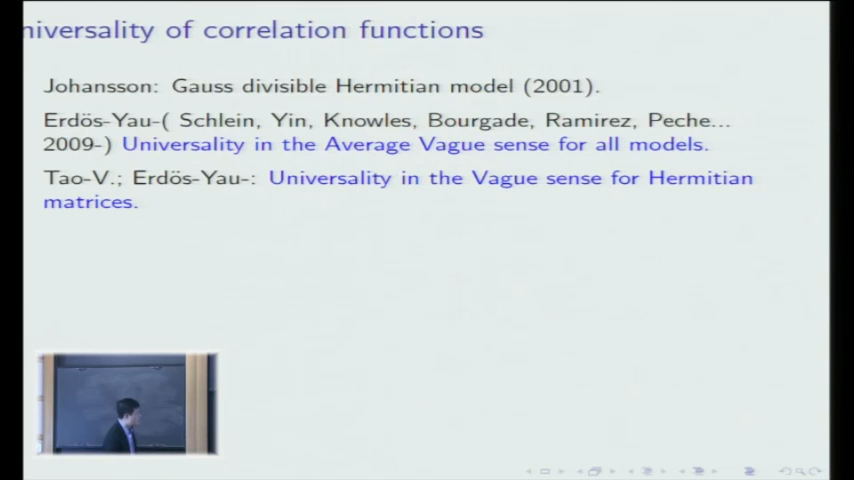 niversality of correlation functions
Johansson: Gauss divisible Hermitian model (2001).
Erdös-Yau-( Schlein, Yin, Knowles, Bourgade, Ramirez, Peche...
2009-) Universality in the Average Vague sense for all models.
Tao-V.; Erdös-Yau-: Universality in the Vague sense for Hermitian
matrices.